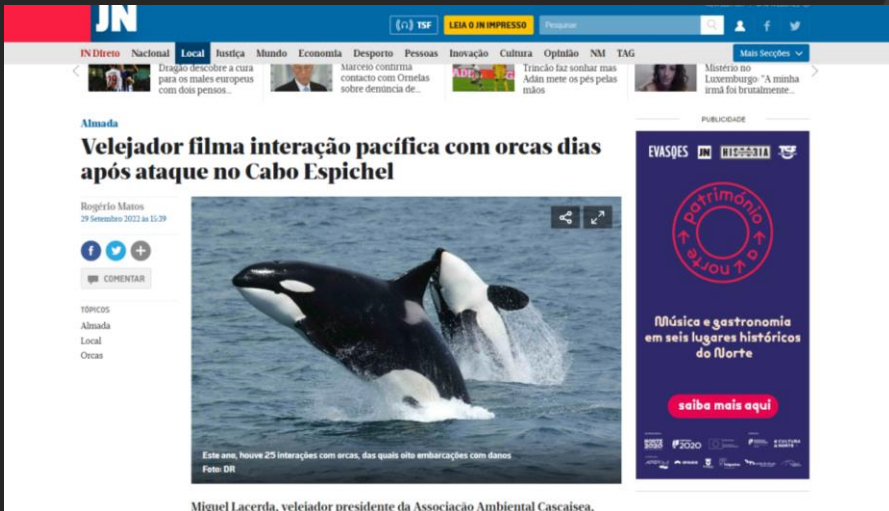 JN
TSF
LEIA O JN IMPRESSO
Pesquisar
JN Direto Nacional Local Justiça Mundo Economia Desporto Pessoas Inovação Cultura Opinião NM TAG
Mais Secções
Dragão descobre a cura
para os males europeus
com dois pensos...
Marcelo confirma
contacto com Ornelas
sobre denúncia de...
Trincão faz sonhar mas
Adán mete os pés pelas
mãos
Mistério no
Luxemburgo: "A minha
irmã foi brutalmente...
Almada
Velejador filma interação pacífica com orcas dias
após ataque no Cabo Espichel
Rogério Matos
29 Setembro 2022 às 15:39
COMENTAR
TÓPICOS
Almada
Local
Orcas
Este ano, houve 25 interações com orcas, das quais oito embarcações com danos
Foto: DR
Miguel Lacerda, velejador presidente da Associação Ambiental Cascaisea,
PUBLICIDADE
EVASÕES JN HISTÓRIA TSF
património
a norte
Música e gastronomia
em seis lugares históricos
do Norte
saiba mais aqui
NORTE
2020
P2020